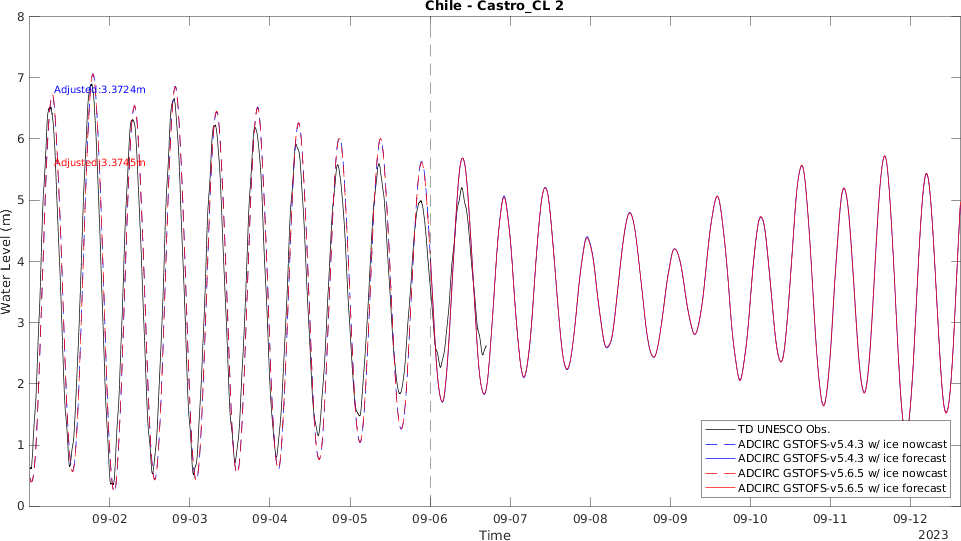 Chile - Castro_CL 2
8
7
6
5
4
3
2
1
0
Water Level (m)
Adjusted:3.3724m
Adjusted:3.3745m
TD UNESCO Obs.
ADCIRC GSTOFS-v5.4.3 w/ ice nowcast
ADCIRC GSTOFS-v5.4.3 w/ ice forecast
ADCIRC GSTOFS-v5.6.5 w/ ice nowcast
ADCIRC GSTOFS-v5.6.5 w/ ice forecast
09-02 09-03 09-04 09-05 09-06 09-07 09-08 09-09 09-10 09-11 09-12
Time
2023